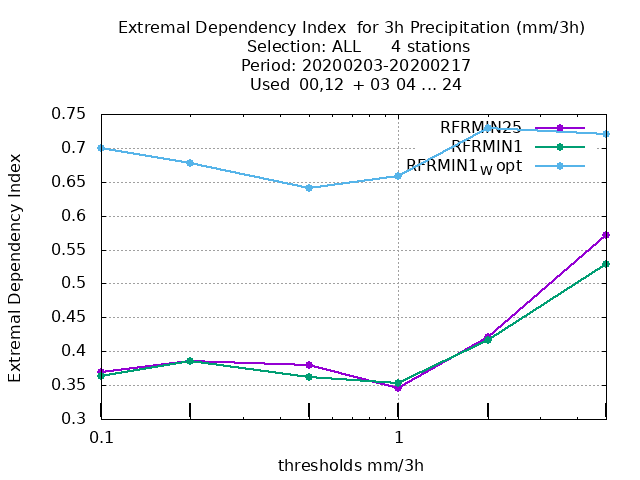 Extremal Dependency Index  for 3h Precipitation (mm/3h)
Selection: ALL      4 stations
Period: 20200203-20200217
Used  00,12  + 03 04 ... 24
RFRMIN25
RFRMIN1
RFRMIN1w opt
0.75
0.7
0.65
0.6
0.55
0.5
0.45
0.4
0.35
0.3
0.1
1
Extremal Dependency Index
thresholds mm/3h